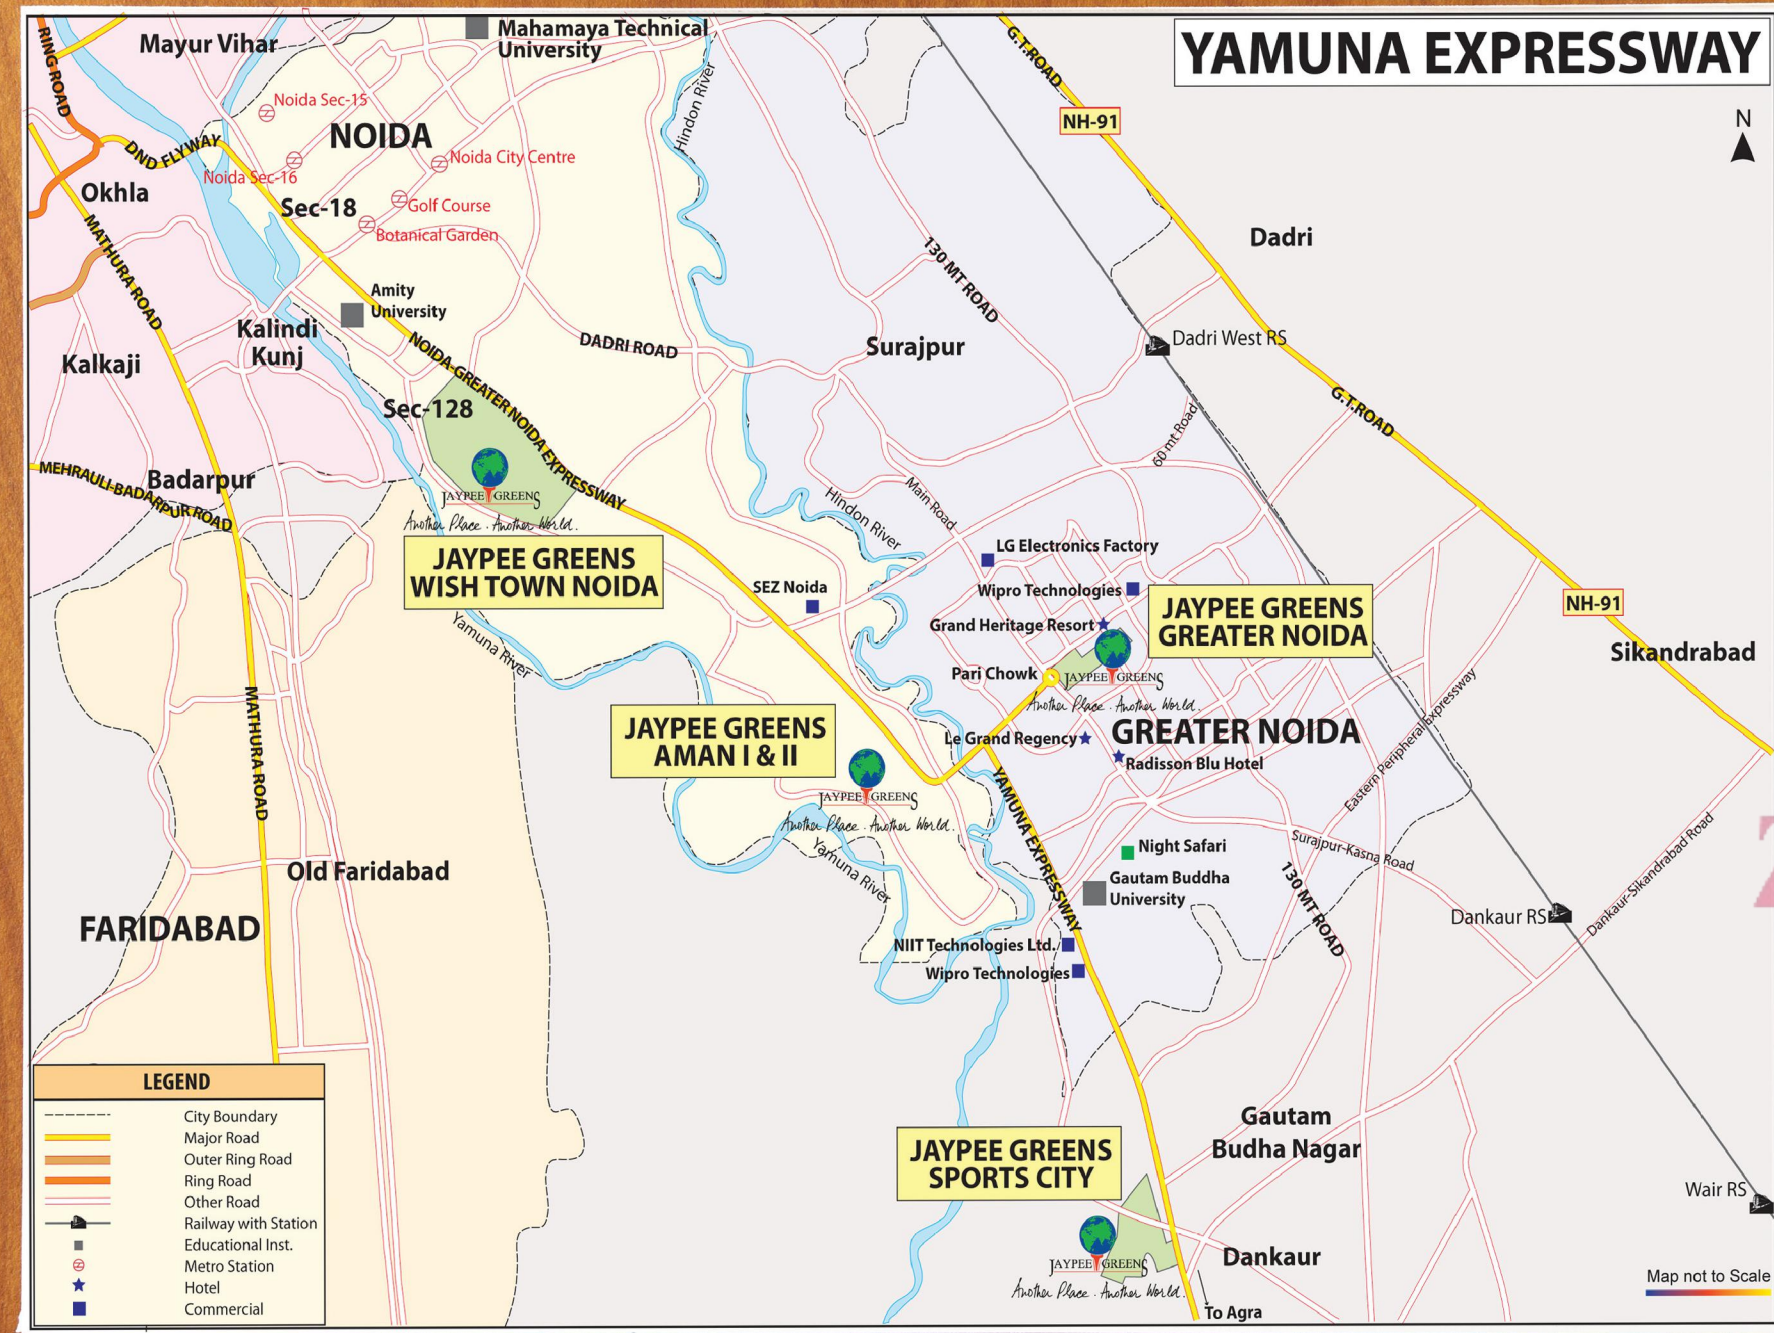 YAMUNA EXPRESSWAY
N
RING ROAD
Mayur Vihar
Mahamaya Technical
University
Hindon River
G.T.ROAD
NH-91
Noida Sec-15
NOIDA
DND FLYWAY
Noida City Centre
Noida Sec-16
Okhla
Sec-18
Golf Course
Botanical Garden
MATHURA ROAD
130 MT ROAD
Dadri
Amity
University
Kalindi
Kunj
Kalkaji
DADRI ROAD
Surajpur
Dadri West RS
NOIDA-GREATER NOIDA EXPRESSWAY
Sec-128
G.T.ROAD
60 mt Road
MEHRAULI-BADARPUR ROAD
Badarpur
JAYPEE GREENS
Another Place . Another World.
Hindon River
Main Road
JAYPEE GREENS
WISH TOWN NOIDA
LG Electronics Factory
SEZ Noida
Wipro Technologies
JAYPEE GREENS
GREATER NOIDA
NH-91
Grand Heritage Resort
Yamuna River
Sikandrabad
Pari Chowk
JAYPEE GREENS
Another Place . Another World.
MATHURA ROAD
JAYPEE GREENS
AMAN I & II
Le Grand Regency
GREATER NOIDA
Radisson Blu Hotel
Eastern Peripheral Expressway
JAYPEE GREENS
Another Place . Another World.
YAMUNA EXPRESSWAY
Yamuna River
Night Safari
Surajpur-Kasna Road
Dankaur-Sikandrabad Road
Old Faridabad
Gautam Buddha
University
130 MT ROAD
FARIDABAD
Dankaur RS
NIIT Technologies Ltd.
Wipro Technologies
Gautam
Budha Nagar
JAYPEE GREENS
SPORTS CITY
Wair RS
JAYPEE GREENS
Another Place . Another World.
Dankaur
To Agra
Map not to Scale
LEGEND
City Boundary
Major Road
Outer Ring Road
Ring Road
Other Road
Railway with Station
Educational Inst.
Metro Station
Hotel
Commercial